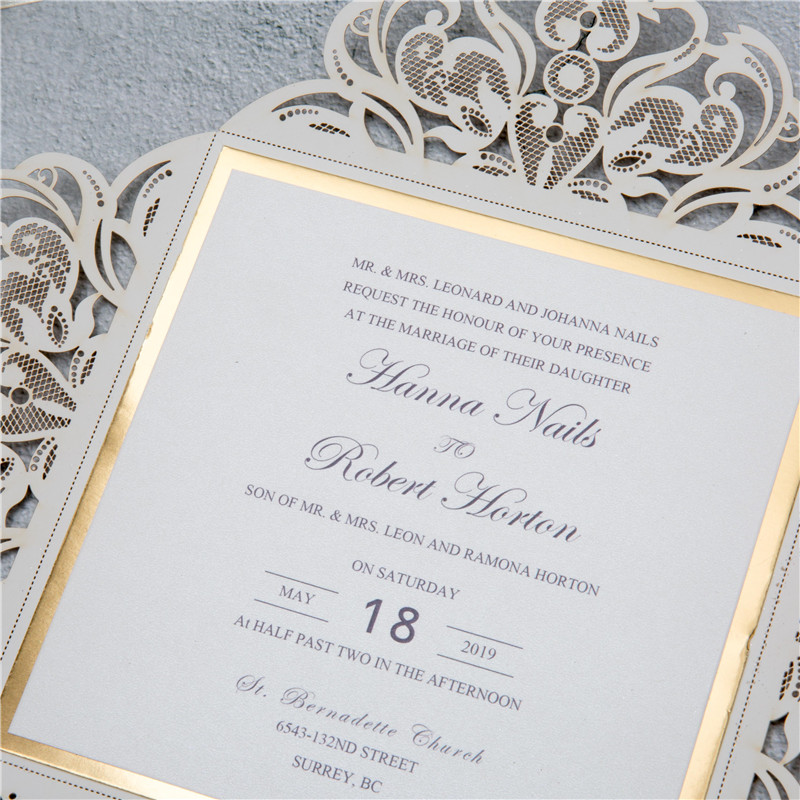 MR. & MRS. LEONARD AND JOHANNA NAILS
REQUEST THE HONOUR OF YOUR PRESENCE
AT THE MARRIAGE OF THEIR DAUGHTER
Hanna Nails
TO
Robert Horton
SON OF MR. & MRS. LEON AND RAMONA HORTON
ON SATURDAY
MAY 18 2019
At HALF PAST TWO IN THE AFTERNOON
St. Bernadette Church
6543-132ND STREET
SURREY, BC